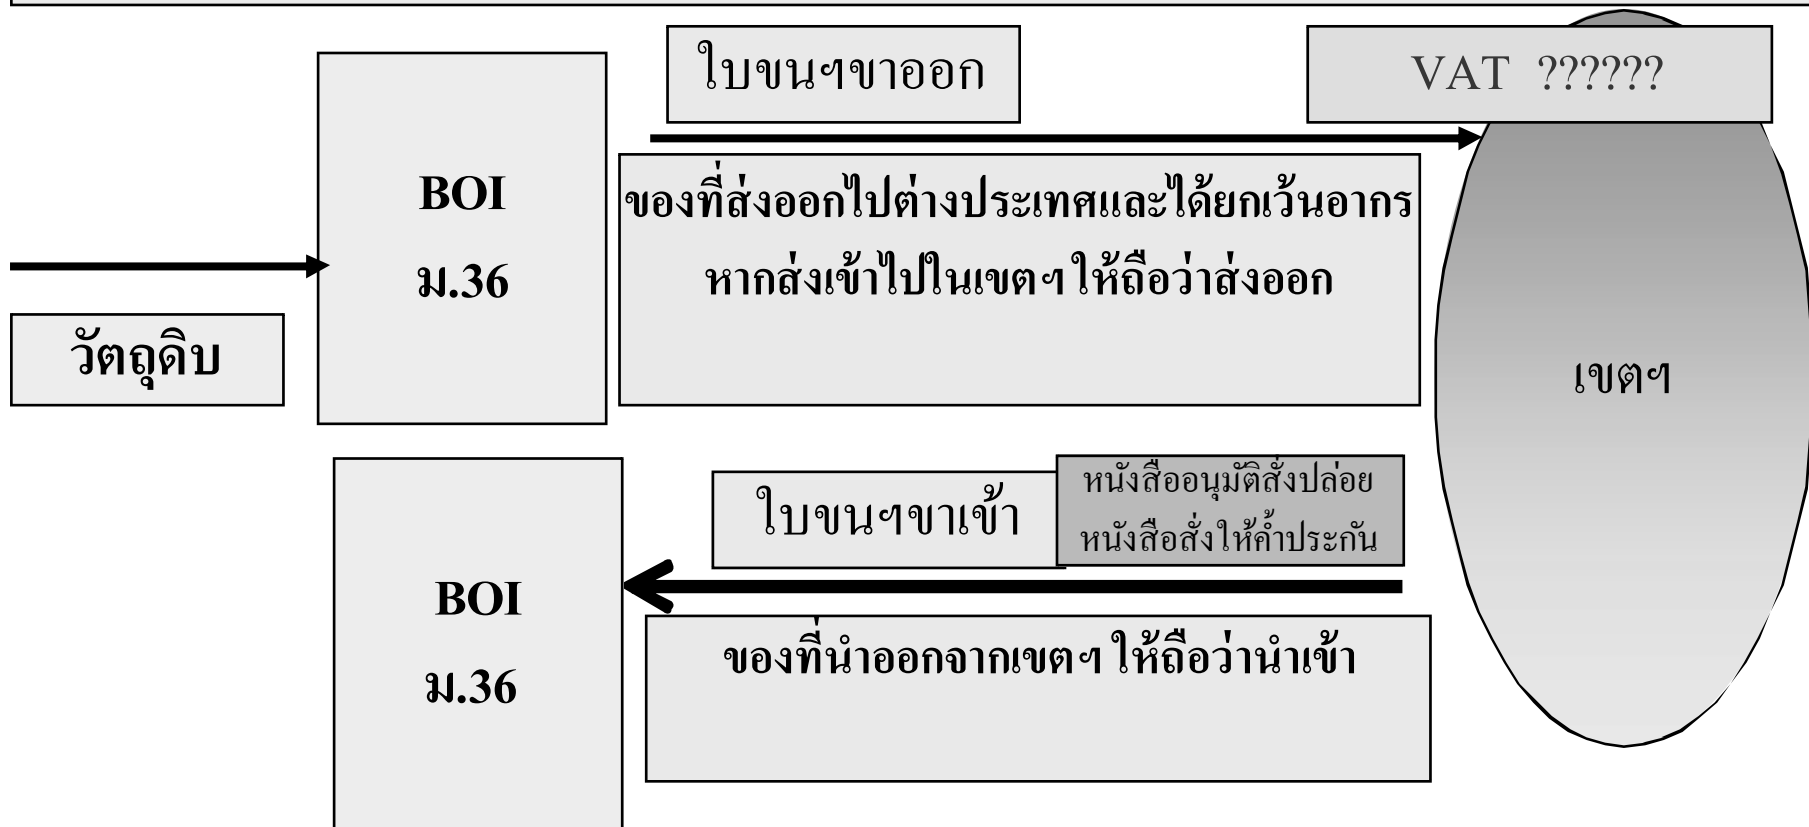 ใบขนฯขาออก
VAT ??????
BOI
ม.36
ของที่ส่งออกไปต่างประเทศและได้ยกเว้นอากร
หากส่งเข้าไปในเขตฯ ให้ถือว่าส่งออก
วัตถุดิบ
เขตฯ
ใบขนฯขาเข้า
หนังสืออนุมัติสั่งปล่อย
หนังสือสั่งให้ค้ำประกัน
BOI
ม.36
ของที่นำออกจากเขตฯ ให้ถือว่านำเข้า